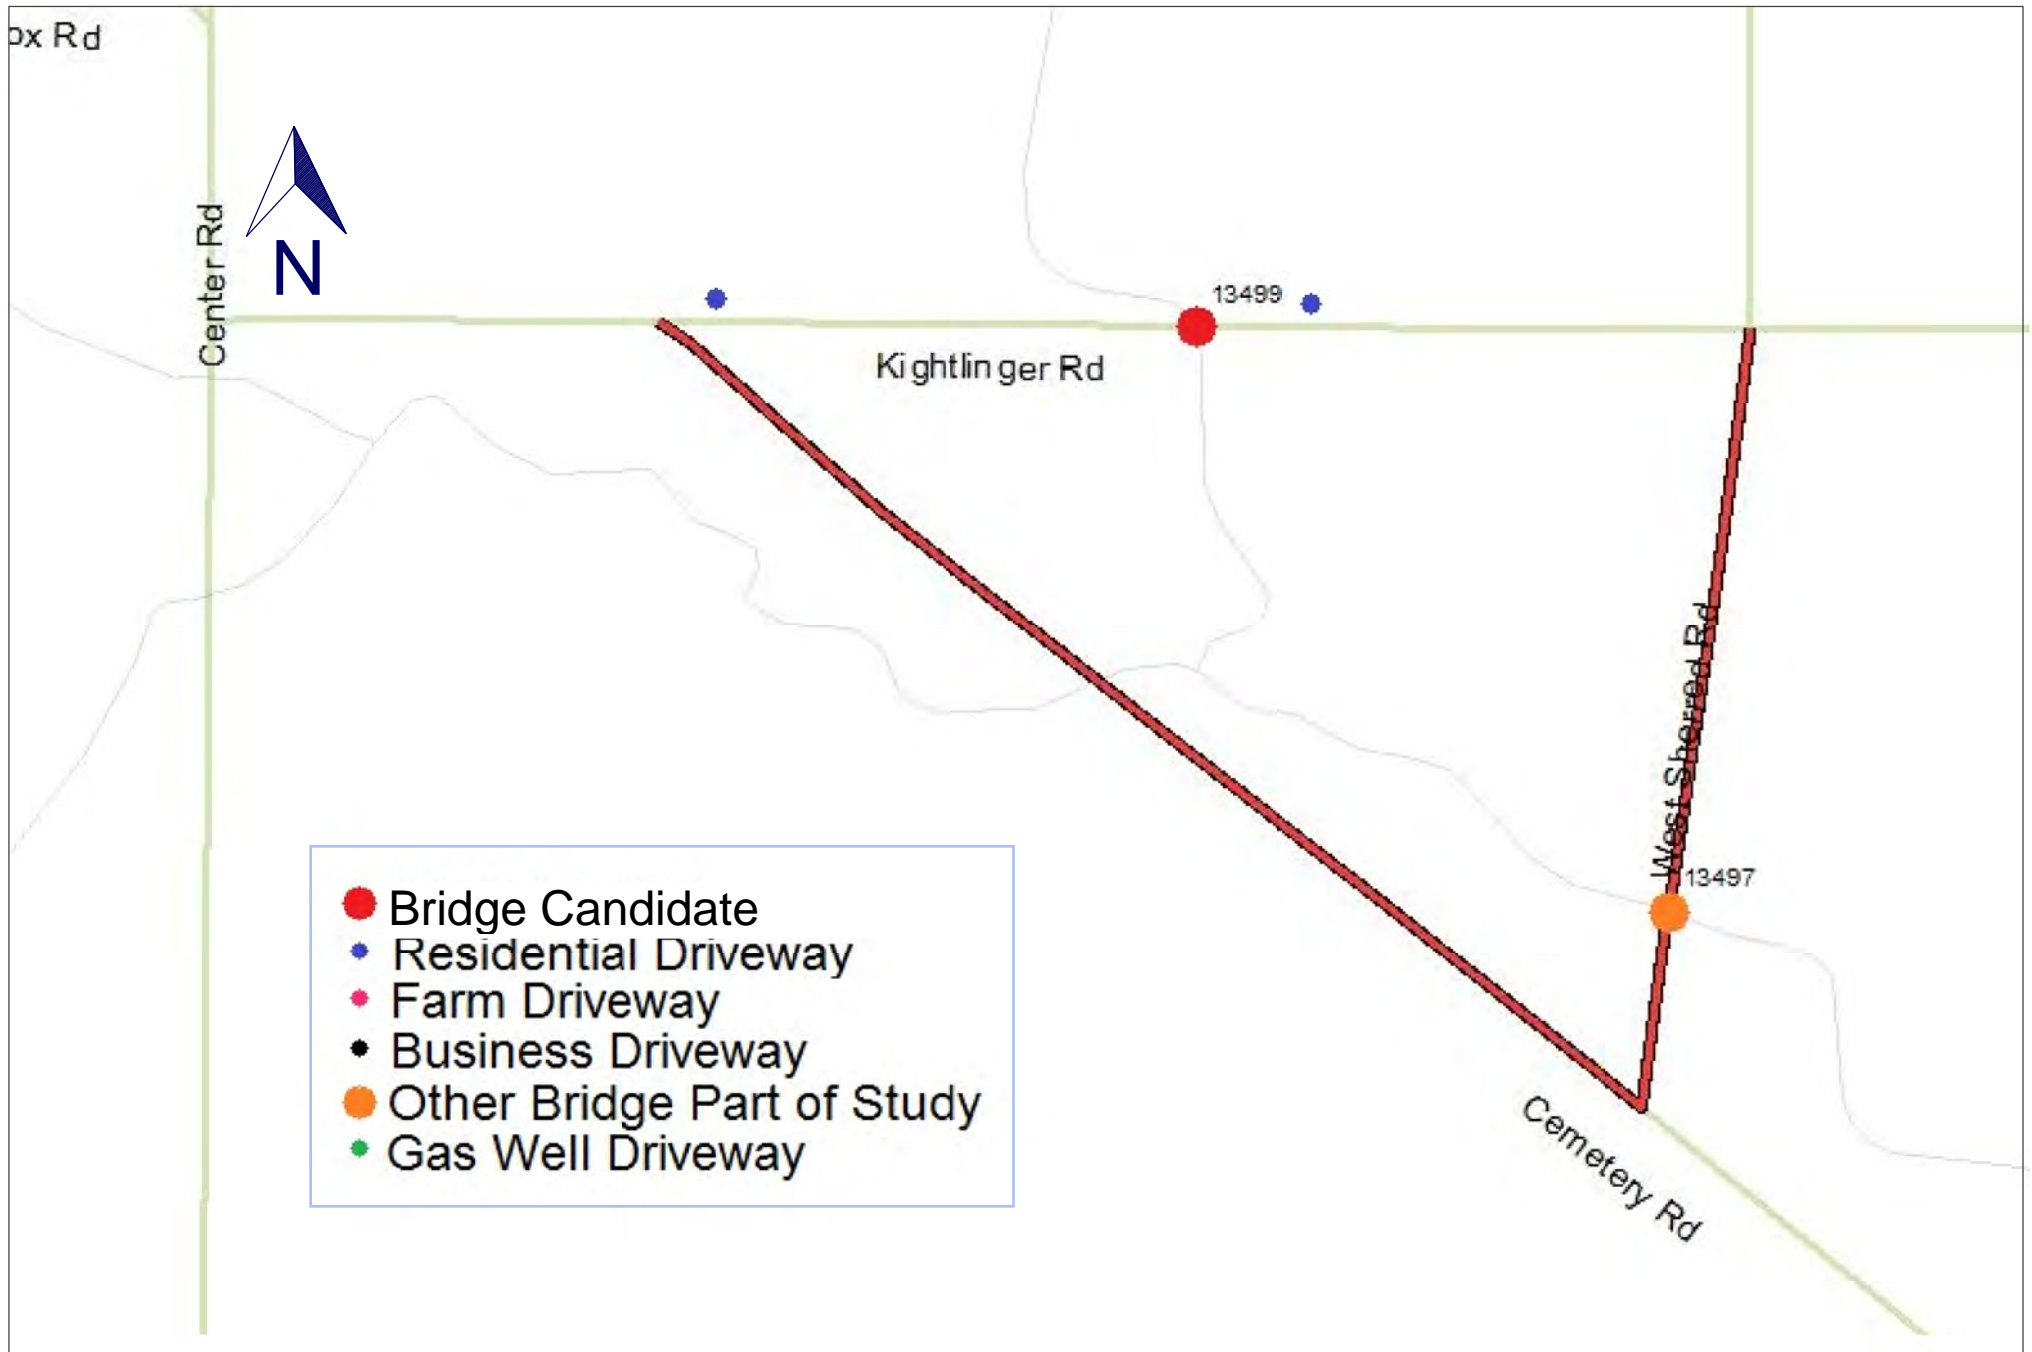 ox Rd
Center Rd
N
13499
Kightlinger Rd
West Sherred Rd
13497
Bridge Candidate
Residential Driveway
Farm Driveway
Business Driveway
Other Bridge Part of Study
Gas Well Driveway
Cemetery Rd